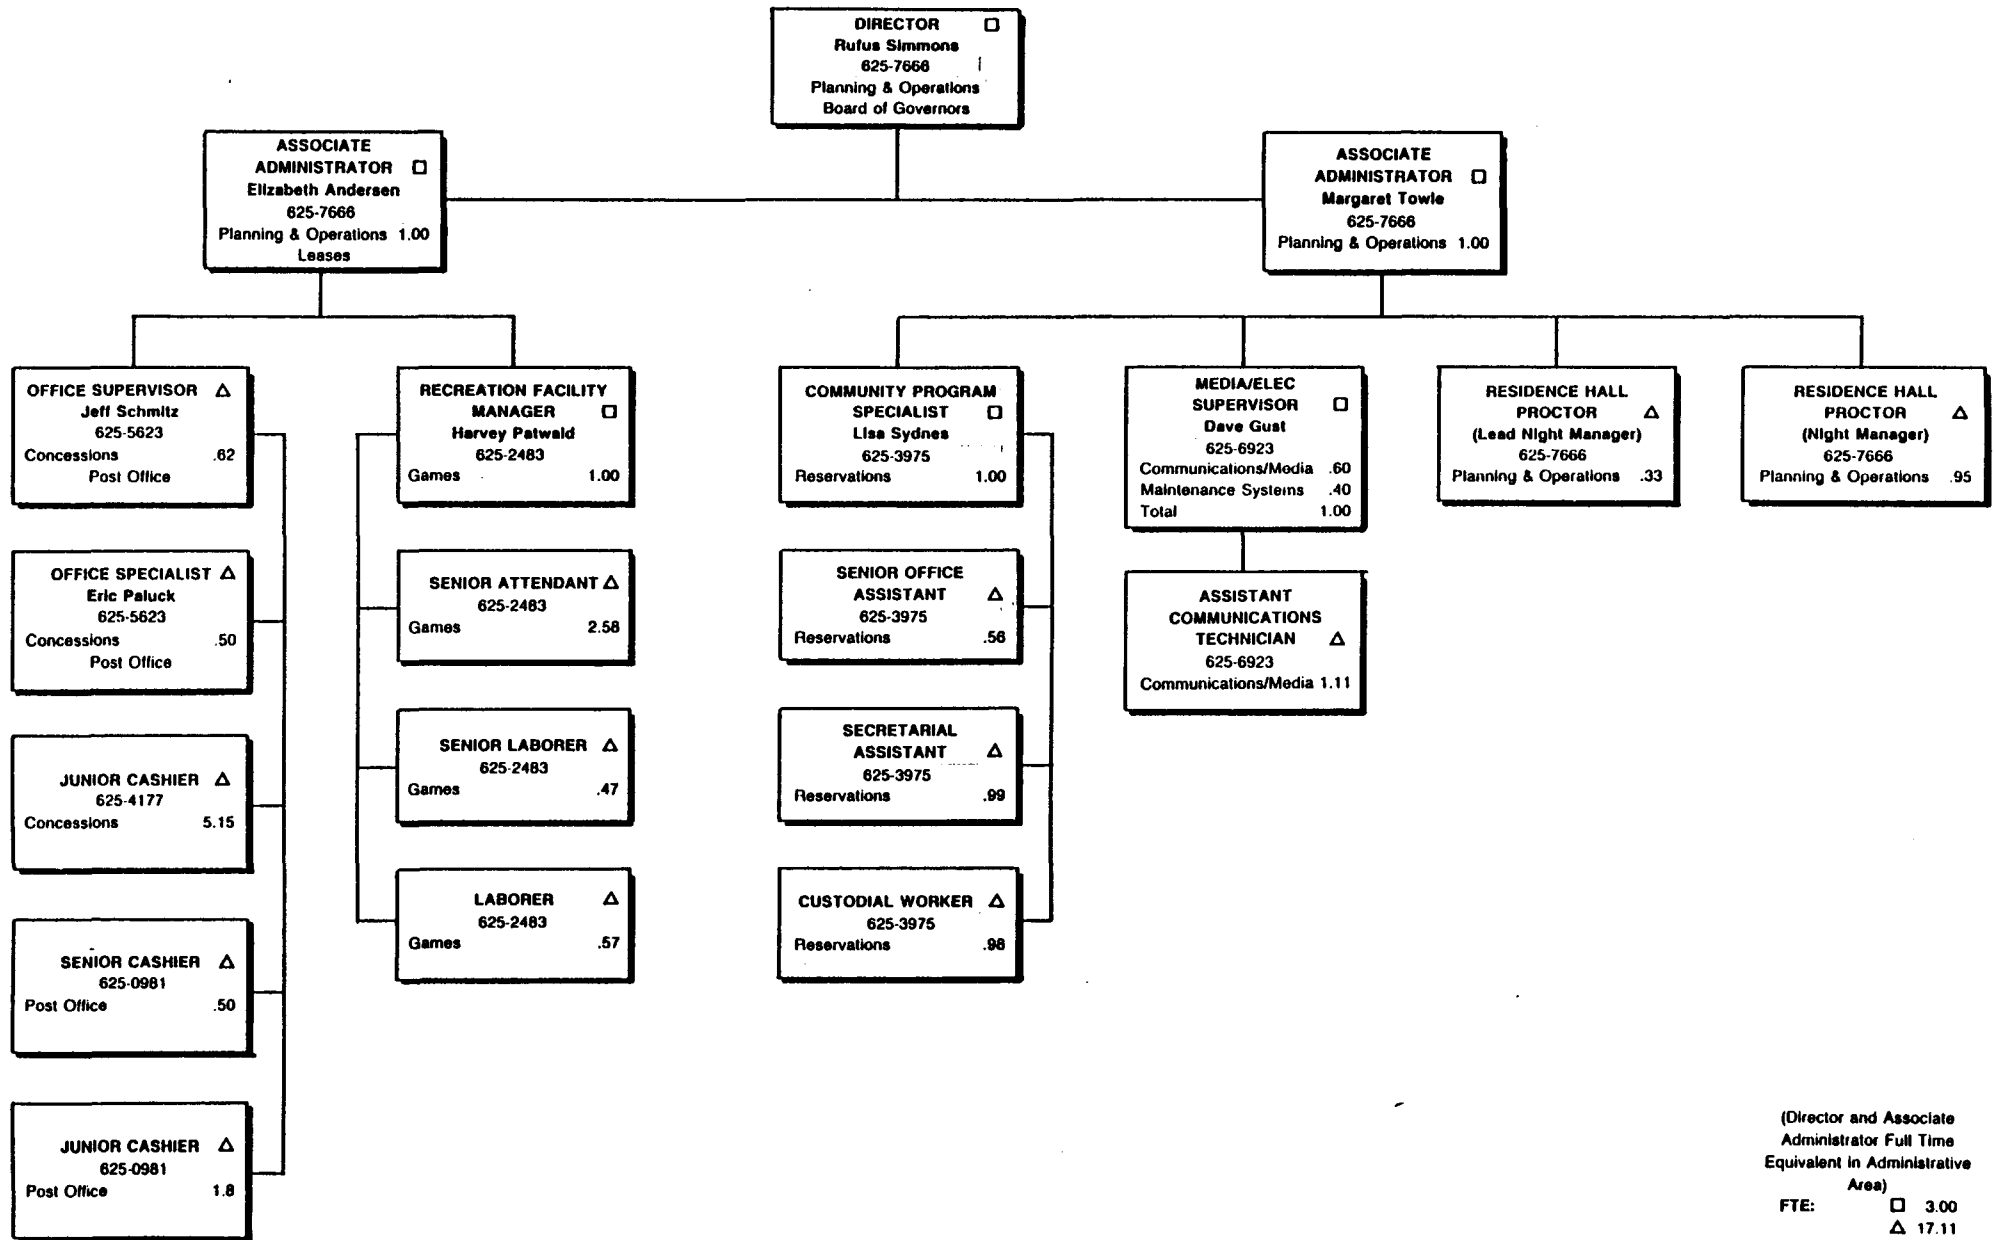 DIRECTOR □
Rufus Simmons
625-7666
Planning & Operations
Board of Governors
ASSOCIATE
ADMINISTRATOR □
Elizabeth Andersen
625-7666
Planning & Operations 1.00
Leases
ASSOCIATE
ADMINISTRATOR □
Margaret Towle
625-7666
Planning & Operations 1.00
OFFICE SUPERVISOR △
Jeff Schmitz
625-5623
Concessions .62
Post Office
OFFICE SPECIALIST △
Eric Paluck
625-5623
Concessions .50
Post Office
JUNIOR CASHIER △
625-4177
Concessions 5.15
SENIOR CASHIER △
625-0981
Post Office .50
JUNIOR CASHIER △
625-0981
Post Office 1.8
RECREATION FACILITY
MANAGER □
Harvey Patwald
625-2483
Games 1.00
SENIOR ATTENDANT △
625-2483
Games 2.58
SENIOR LABORER △
625-2483
Games .47
LABORER △
625-2483
Games .57
COMMUNITY PROGRAM
SPECIALIST □
Lisa Sydnes
625-3975
Reservations 1.00
SENIOR OFFICE
ASSISTANT △
625-3975
Reservations .56
SECRETARIAL
ASSISTANT △
625-3975
Reservations .99
CUSTODIAL WORKER △
625-3975
Reservations .98
MEDIA/ELEC
SUPERVISOR □
Dave Gust
625-6923
Communications/Media .60
Maintenance Systems .40
Total 1.00
ASSISTANT
COMMUNICATIONS
TECHNICIAN △
625-6923
Communications/Media 1.11
RESIDENCE HALL
PROCTOR △
(Lead Night Manager)
625-7666
Planning & Operations .33
RESIDENCE HALL
PROCTOR △
(Night Manager)
625-7666
Planning & Operations .95
(Director and Associate
Administrator Full Time
Equivalent in Administrative
Area)
FTE: □ 3.00
△ 17.11